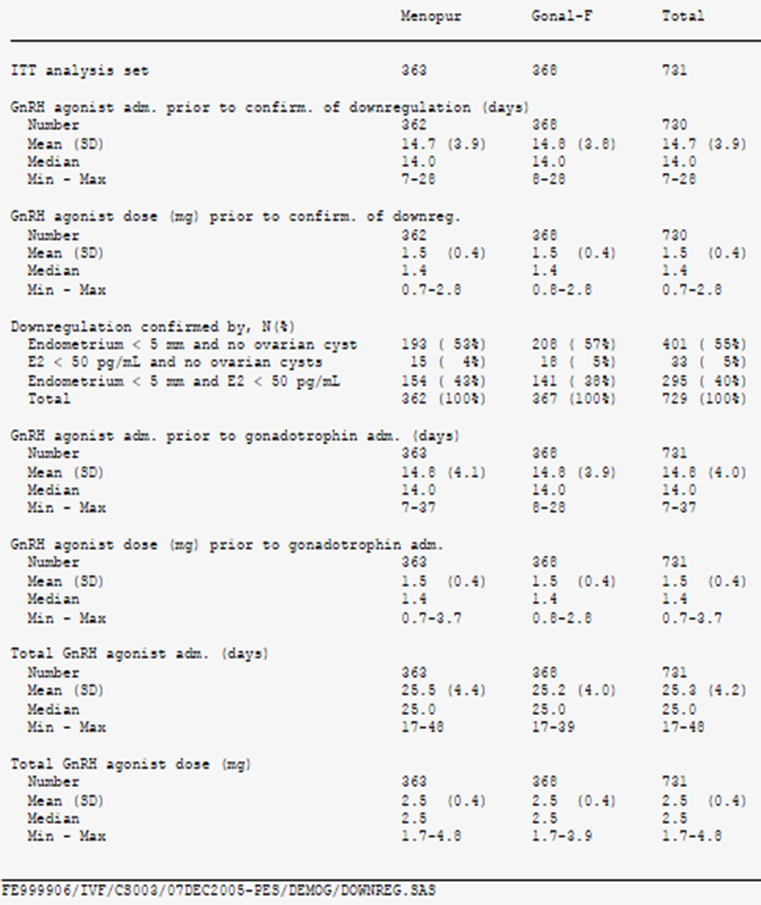 Menopur Gonal-F Total
ITT analysis set 363 368 731
GnRH agonist adm. prior to confirm. of downregulation (days)
Number 362 368 730
Mean (SD) 14.7 (3.9) 14.8 (3.8) 14.7 (3.9)
Median 14.0 14.0 14.0
Min - Max 7-28 8-28 7-28
GnRH agonist dose (mg) prior to confirm. of downreg.
Number 362 368 730
Mean (SD) 1.5 (0.4) 1.5 (0.4) 1.5 (0.4)
Median 1.4 1.4 1.4
Min - Max 0.7-2.8 0.8-2.8 0.7-2.8
Downregulation confirmed by, N(%)
Endometrium < 5 mm and no ovarian cyst 193 ( 53%) 208 ( 57%) 401 ( 55%)
E2 < 50 pg/mL and no ovarian cysts 15 ( 4%) 18 ( 5%) 33 ( 5%)
Endometrium < 5 mm and E2 < 50 pg/mL 154 ( 43%) 141 ( 38%) 295 ( 40%)
Total 362 (100%) 367 (100%) 729 (100%)
GnRH agonist adm. prior to gonadotrophin adm. (days)
Number 363 368 731
Mean (SD) 14.8 (4.1) 14.8 (3.9) 14.8 (4.0)
Median 14.0 14.0 14.0
Min - Max 7-37 8-28 7-37
GnRH agonist dose (mg) prior to gonadotrophin adm.
Number 363 368 731
Mean (SD) 1.5 (0.4) 1.5 (0.4) 1.5 (0.4)
Median 1.4 1.4 1.4
Min - Max 0.7-3.7 0.8-2.8 0.7-3.7
Total GnRH agonist adm. (days)
Number 363 368 731
Mean (SD) 25.5 (4.4) 25.2 (4.0) 25.3 (4.2)
Median 25.0 25.0 25.0
Min - Max 17-48 17-39 17-48
Total GnRH agonist dose (mg)
Number 363 368 731
Mean (SD) 2.5 (0.4) 2.5 (0.4) 2.5 (0.4)
Median 2.5 2.5 2.5
Min - Max 1.7-4.8 1.7-3.9 1.7-4.8
FE999906/IVF/CS003/07DEC2005-PES/DEMOG/DOWNREG.SAS